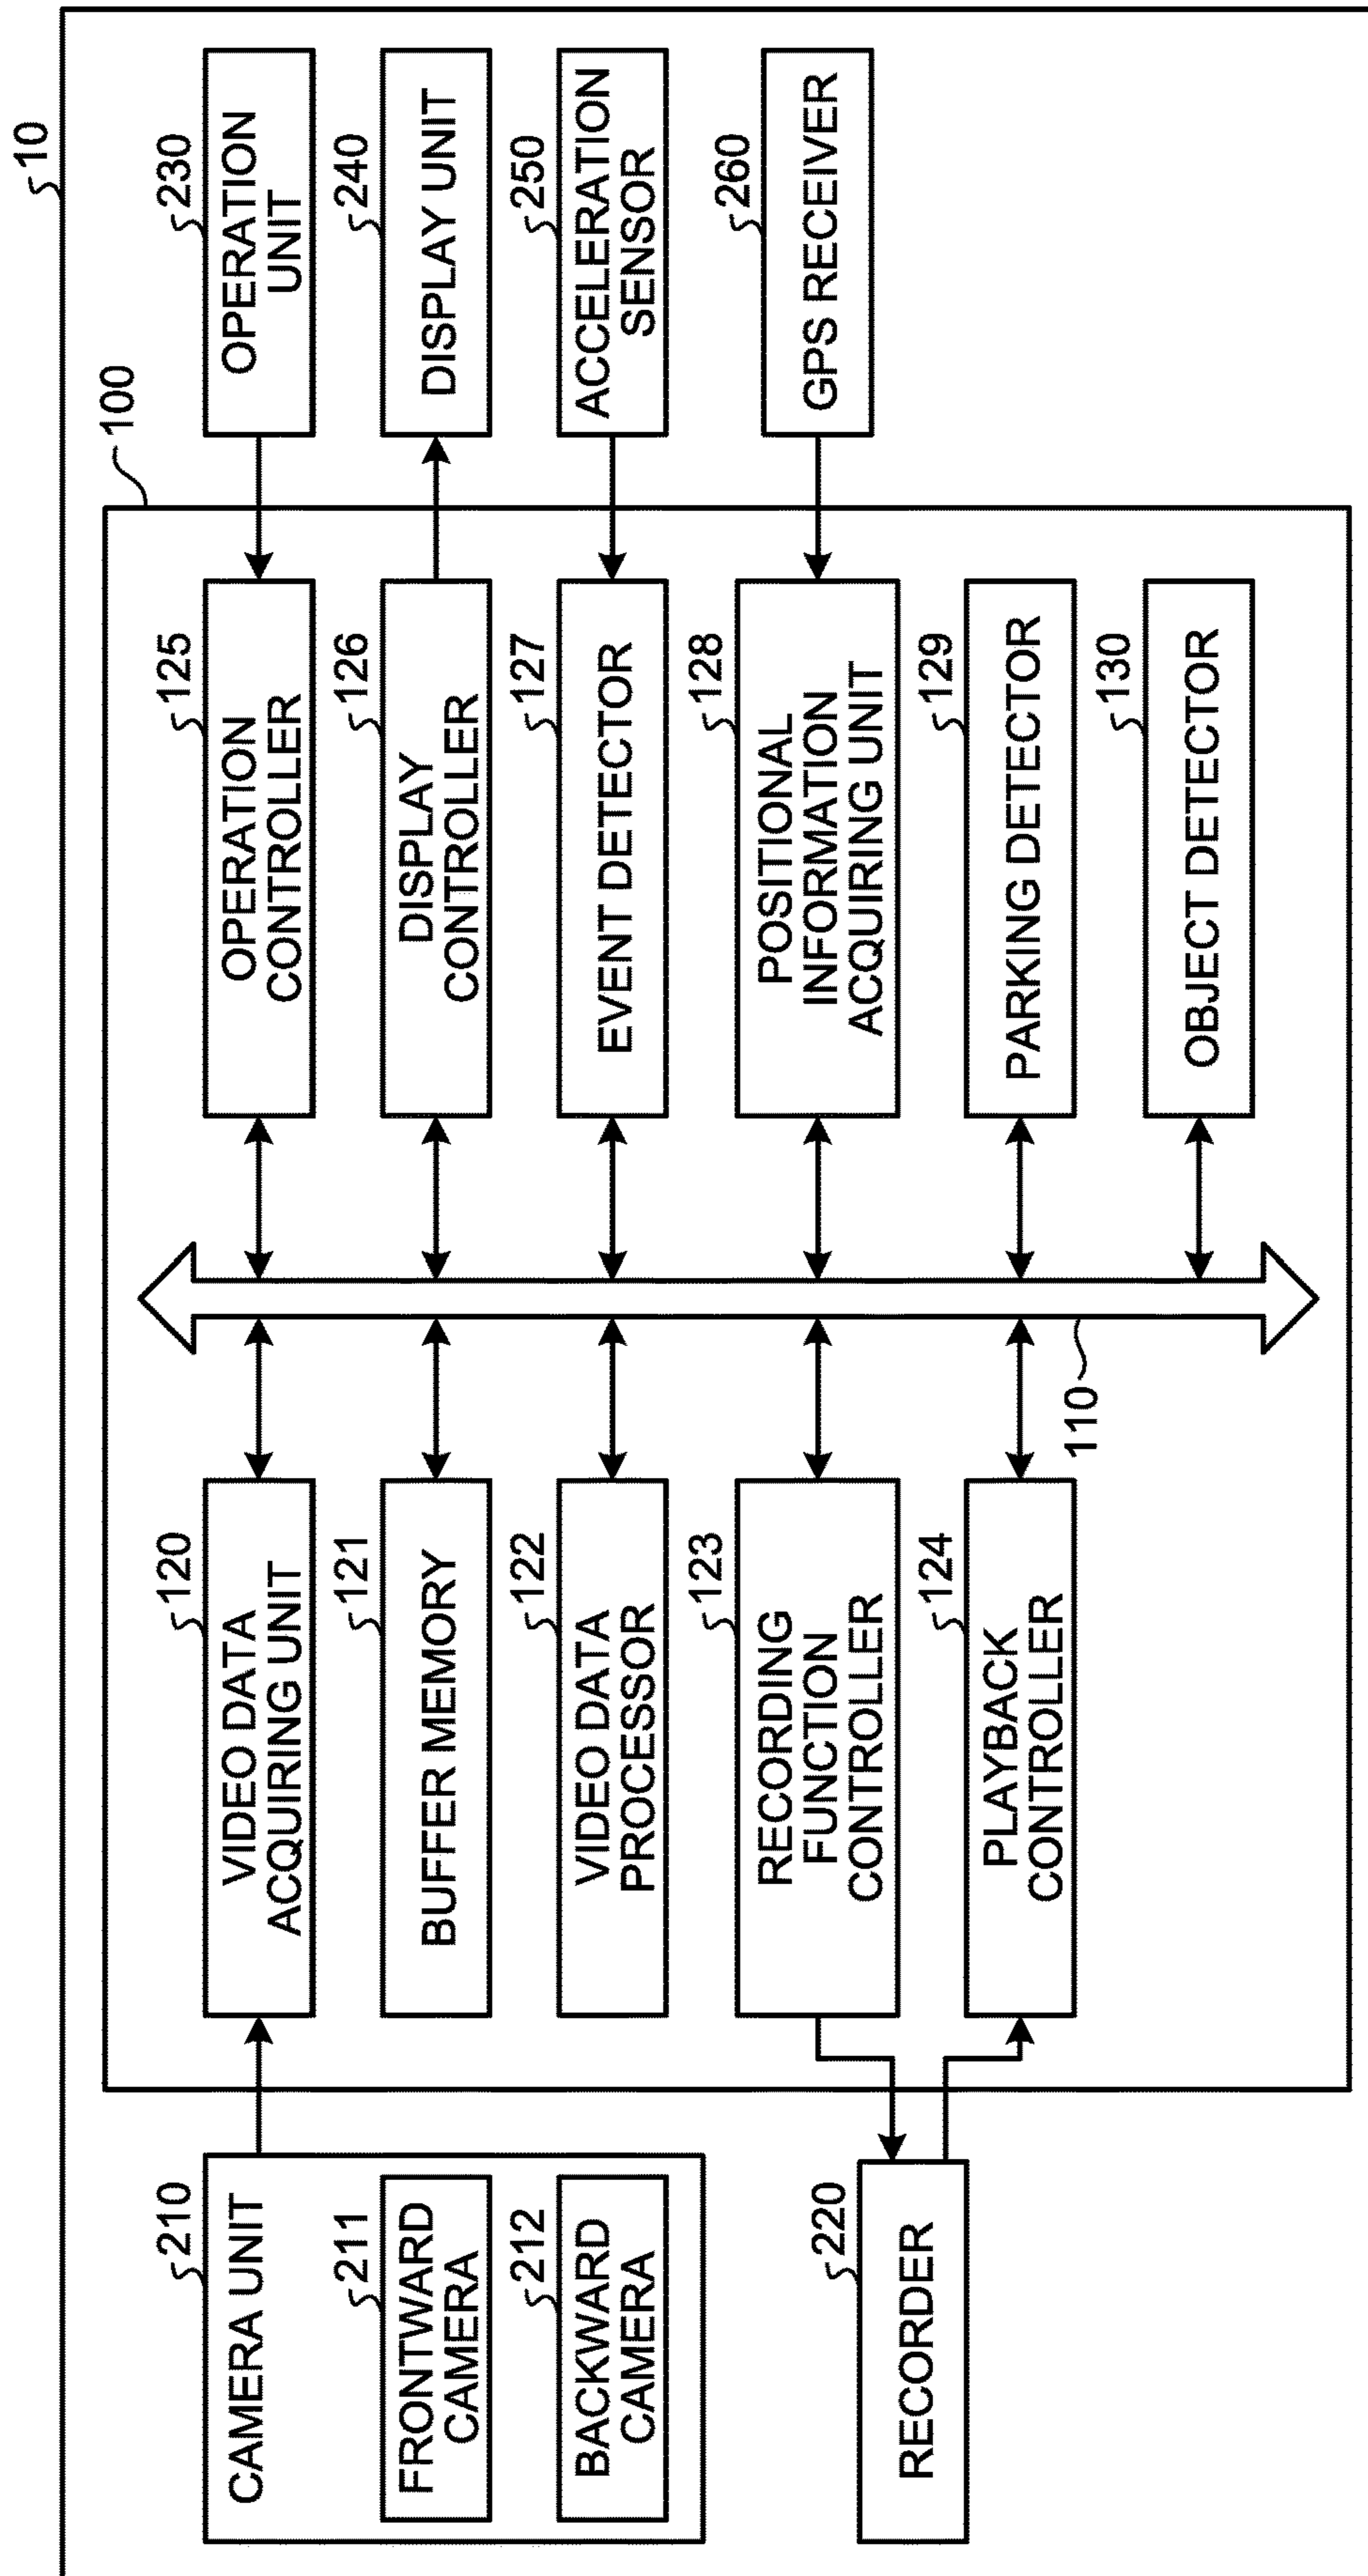 10
100
210
CAMERA UNIT
211
FRONTWARD
CAMERA
212
BACKWARD
CAMERA
220
RECORDER
120
VIDEO DATA
ACQUIRING UNIT
121
BUFFER MEMORY
122
VIDEO DATA
PROCESSOR
123
RECORDING
FUNCTION
CONTROLLER
124
PLAYBACK
CONTROLLER
110
125
OPERATION
CONTROLLER
126
DISPLAY
CONTROLLER
127
EVENT DETECTOR
128
POSITIONAL
INFORMATION
ACQUIRING UNIT
129
PARKING DETECTOR
130
OBJECT DETECTOR
230
OPERATION
UNIT
240
DISPLAY UNIT
250
ACCELERATION
SENSOR
260
GPS RECEIVER